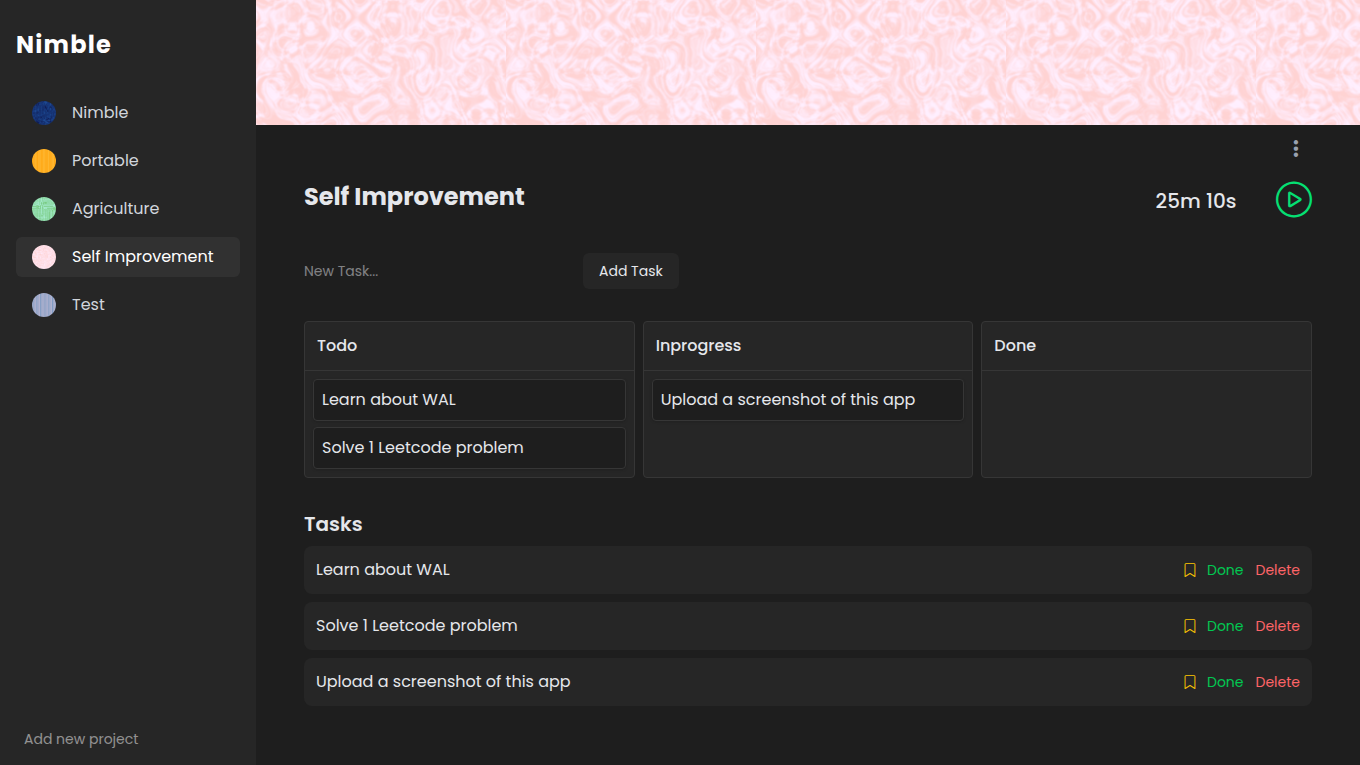 Nimble
Nimble
Portable
Agriculture
Self Improvement
Test
Add new project
Self Improvement
25m 10s
New Task...
Add Task
Todo
Learn about WAL
Solve 1 Leetcode problem
Inprogress
Upload a screenshot of this app
Done
Tasks
Learn about WAL
Done
Delete
Solve 1 Leetcode problem
Done
Delete
Upload a screenshot of this app
Done
Delete